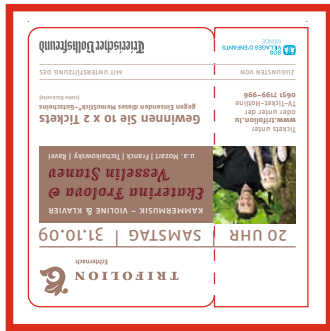 TRIFOLION
Echternach
31.10.09 | SAMSTAG | 20 UHR
KAMMERMUSIK – VIOLINE & KLAVIER
Ekaterina Frolova &
Vesselin Stanev
u.a. Mozart | Franck | Tschaikowsky | Ravel
Gewinnen Sie 10 x 2 Tickets
gegen Einsenden dieses Memostick®-Gutscheins
(siehe Rückseite)
Tickets unter
www.trifolion.lu
oder unter der
TV-Ticket-Hotline
0651 7199-996
MIT UNTERSTÜTZUNG DES
Trierischer Volksfreund
ZUGUNSTEN VON
SOS
VILLAGES D'ENFANTS
MONDE